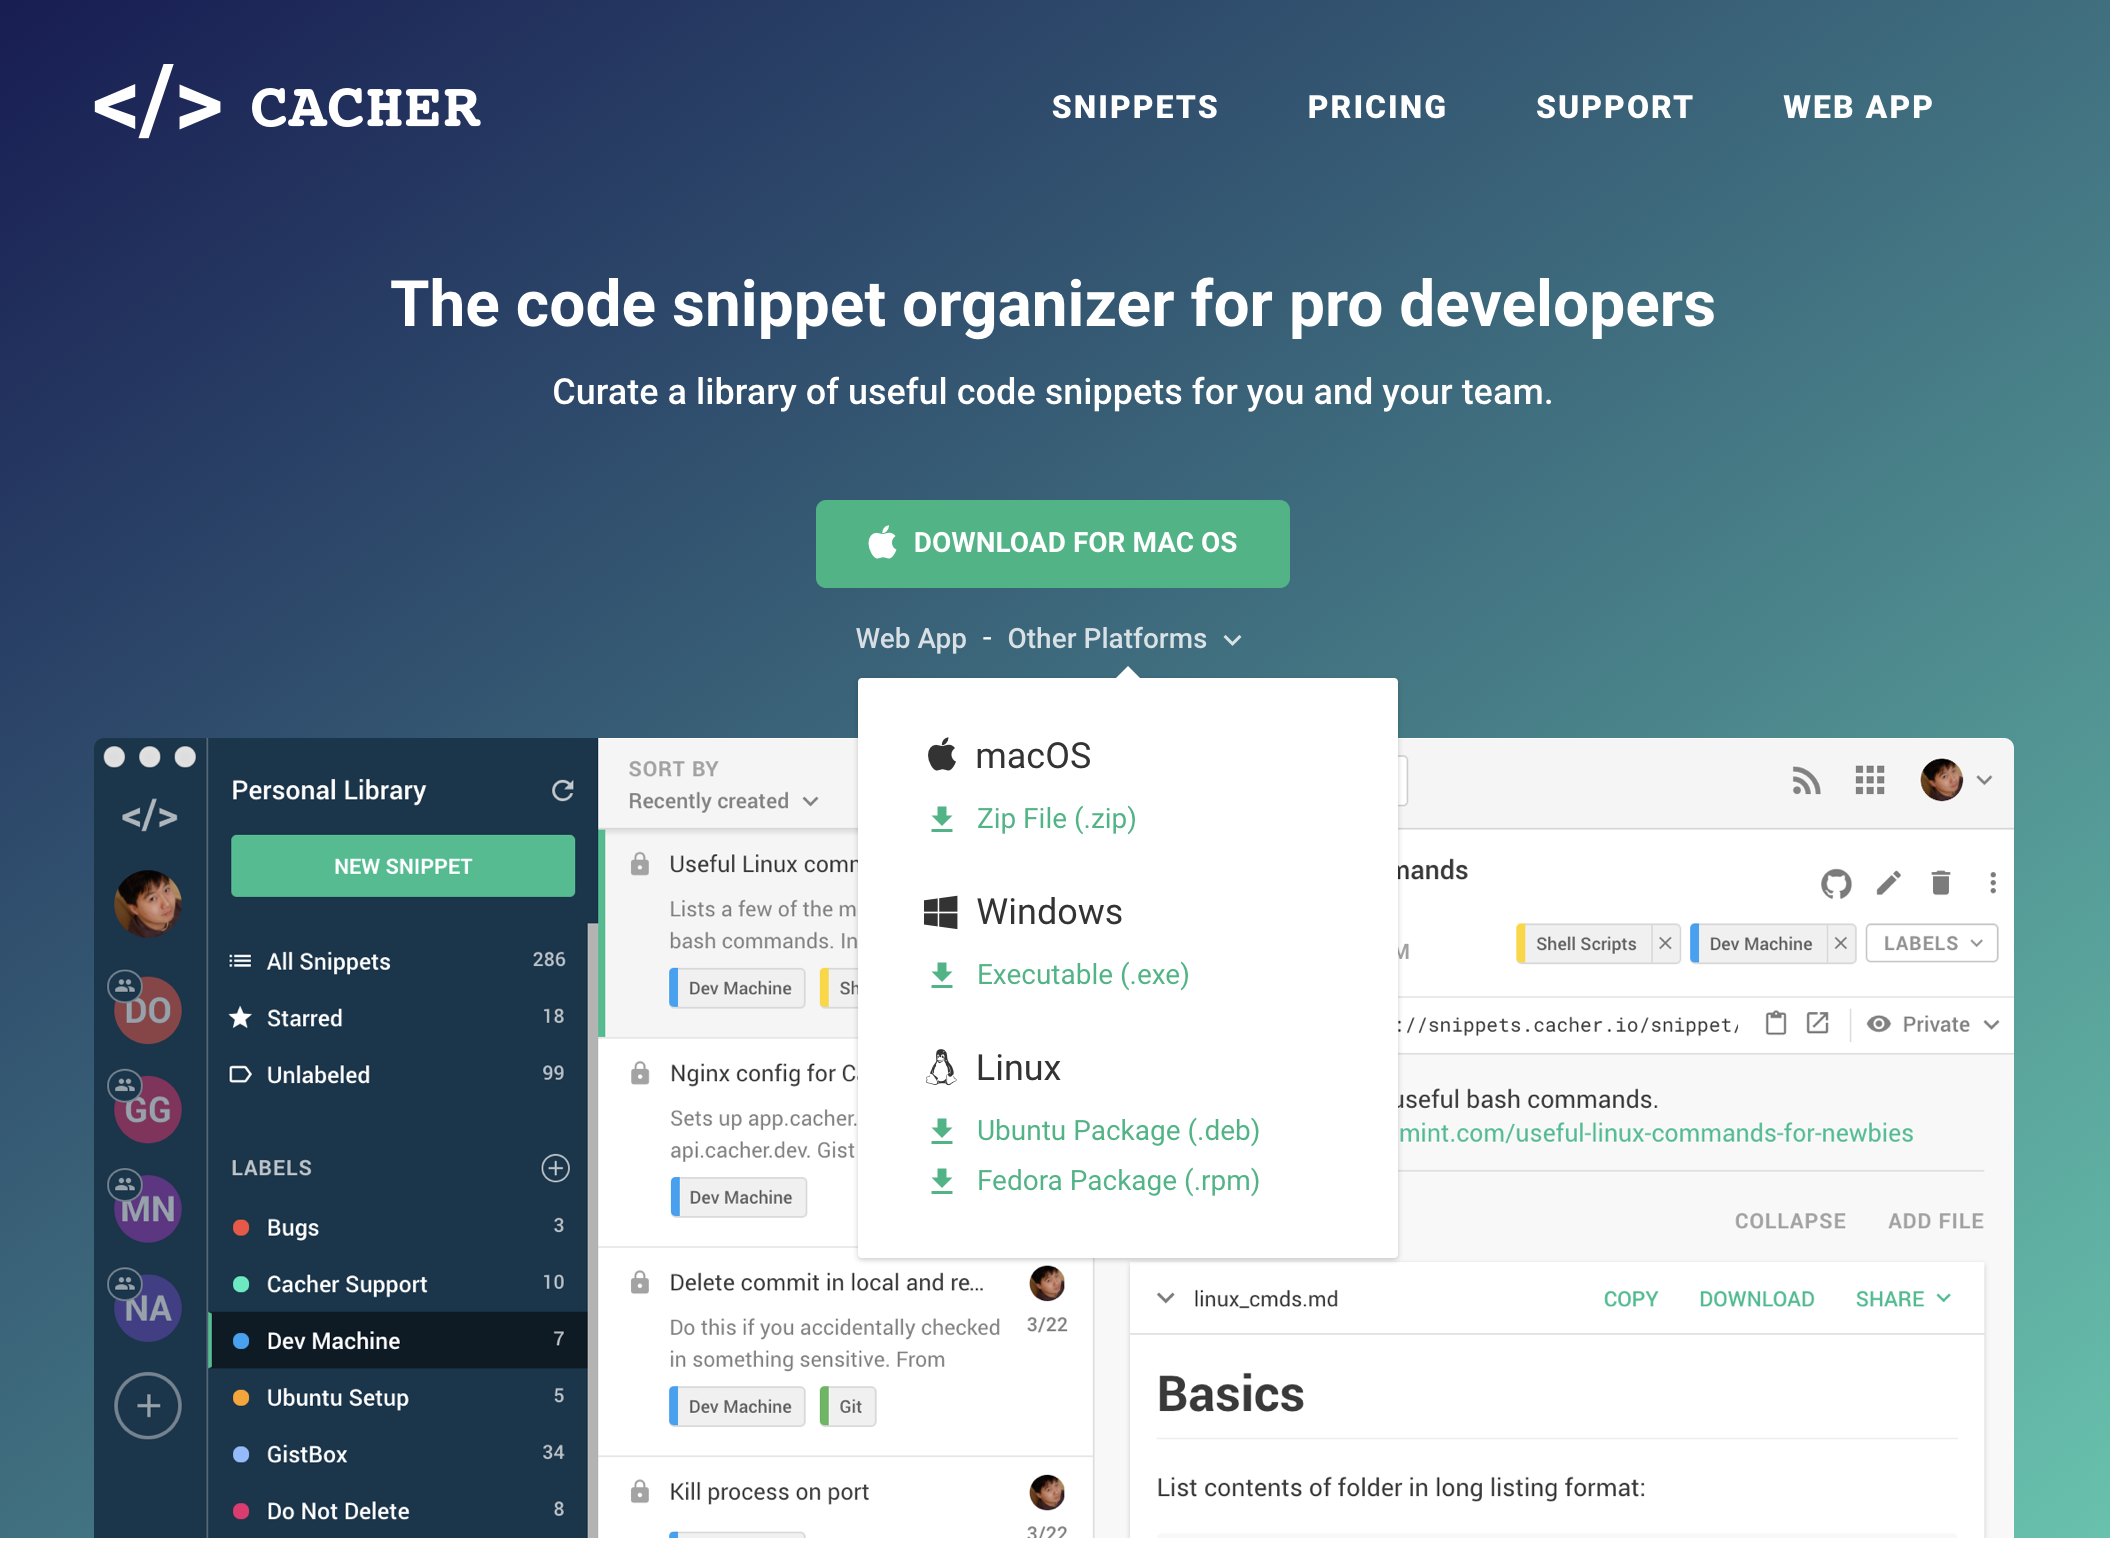 </> CACHER
SNIPPETS PRICING SUPPORT WEB APP
The code snippet organizer for pro developers
Curate a library of useful code snippets for you and your team.
DOWNLOAD FOR MAC OS
Web App - Other Platforms
macOS
Zip File (.zip)
Windows
Executable (.exe)
Linux
Ubuntu Package (.deb)
Fedora Package (.rpm)
</>
DO
GG
MN
NA
Personal Library
NEW SNIPPET
All Snippets 286
Starred 18
Unlabeled 99
LABELS
Bugs 3
Cacher Support 10
Dev Machine 7
Ubuntu Setup 5
GistBox 34
Do Not Delete 8
SORT BY
Recently created
Useful Linux comm
Lists a few of the m
bash commands. In
Dev Machine Sh
Nginx config for C
Sets up app.cacher.
api.cacher.dev. Gist
Dev Machine
Delete commit in local and re...
3/22
Do this if you accidentally checked
in something sensitive. From
Dev Machine Git
Kill process on port
3/22
mands
M
Shell Scripts Dev Machine LABELS
://snippets.cacher.io/snippet/ Private
useful bash commands.
mint.com/useful-linux-commands-for-newbies
COLLAPSE ADD FILE
linux_cmds.md COPY DOWNLOAD SHARE
Basics
List contents of folder in long listing format: